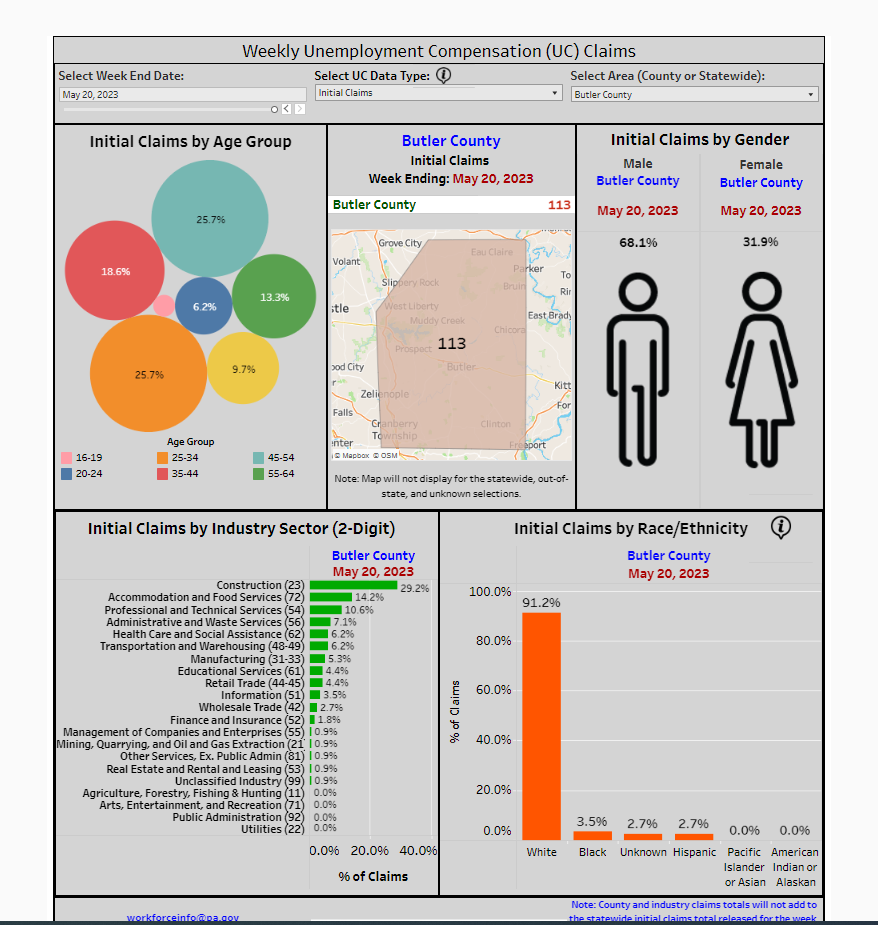 Weekly Unemployment Compensation (UC) Claims
Select Week End Date:
May 20, 2023
Select UC Data Type:
Initial Claims
Select Area (County or Statewide):
Butler County
Initial Claims by Age Group
25.7%
18.6%
6.2%
13.3%
25.7%
9.7%
Age Group
16-19
25-34
45-54
20-24
35-44
55-64
Butler County
Initial Claims
Week Ending: May 20, 2023
Butler County 113
Grove City
Eau Claire
Volant
Parker
To
Slippery Rock
Bruin
Rir
stle
West Liberty
East Brady
Muddy Creek
Chicora
113
Prospect
ood City
Butler
Kitt
Zelienople
For
Falls
Cranberry
Township
Clinton
enter
Freeport
© Mapbox © OSM
Note: Map will not display for the statewide, out-of-
state, and unknown selections.
Initial Claims by Gender
Male
Butler County
May 20, 2023
68.1%
Female
Butler County
May 20, 2023
31.9%
Initial Claims by Industry Sector (2-Digit)
Butler County
May 20, 2023
Construction (23) 29.2%
Accommodation and Food Services (72) 14.2%
Professional and Technical Services (54) 10.6%
Administrative and Waste Services (56) 7.1%
Health Care and Social Assistance (62) 6.2%
Transportation and Warehousing (48-49) 6.2%
Manufacturing (31-33) 5.3%
Educational Services (61) 4.4%
Retail Trade (44-45) 4.4%
Information (51) 3.5%
Wholesale Trade (42) 2.7%
Finance and Insurance (52) 1.8%
Management of Companies and Enterprises (55) 0.9%
Mining, Quarrying, and Oil and Gas Extraction (21) 0.9%
Other Services, Ex. Public Admin (81) 0.9%
Real Estate and Rental and Leasing (53) 0.9%
Unclassified Industry (99) 0.9%
Agriculture, Forestry, Fishing & Hunting (11) 0.0%
Arts, Entertainment, and Recreation (71) 0.0%
Public Administration (92) 0.0%
Utilities (22) 0.0%
0.0% 20.0% 40.0%
% of Claims
Initial Claims by Race/Ethnicity
Butler County
May 20, 2023
% of Claims
100.0%
80.0%
60.0%
40.0%
20.0%
0.0%
91.2%
3.5%
2.7%
2.7%
0.0%
0.0%
White
Black
Unknown
Hispanic
Pacific
Islander
or Asian
American
Indian or
Alaskan
workforceinfo@pa.gov
Note: County and industry claims totals will not add to
the statewide initial claims total released for the week